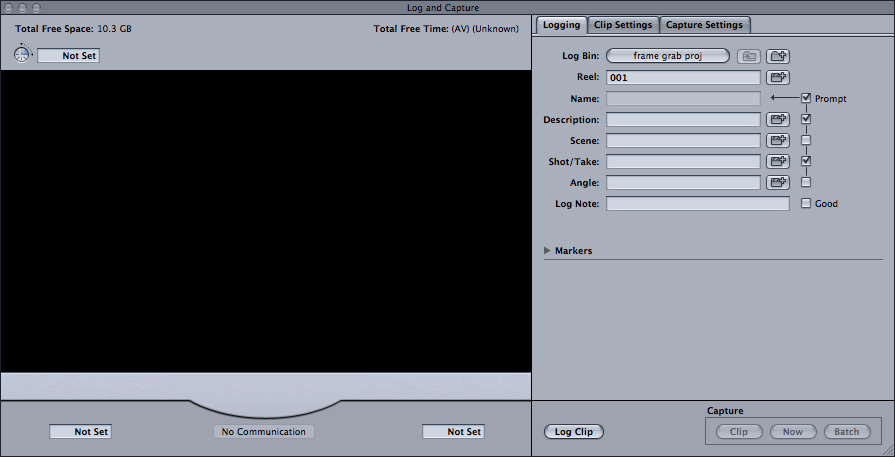 Log and Capture
Total Free Space: 10.3 GB
Total Free Time: (AV) (Unknown)
Not Set
Logging
Clip Settings
Capture Settings
Log Bin: frame grab proj
Reel: 001
Name: Prompt
Description:
Scene:
Shot/Take:
Angle:
Log Note: Good
Markers
Not Set
No Communication
Not Set
Log Clip
Capture
Clip
Now
Batch